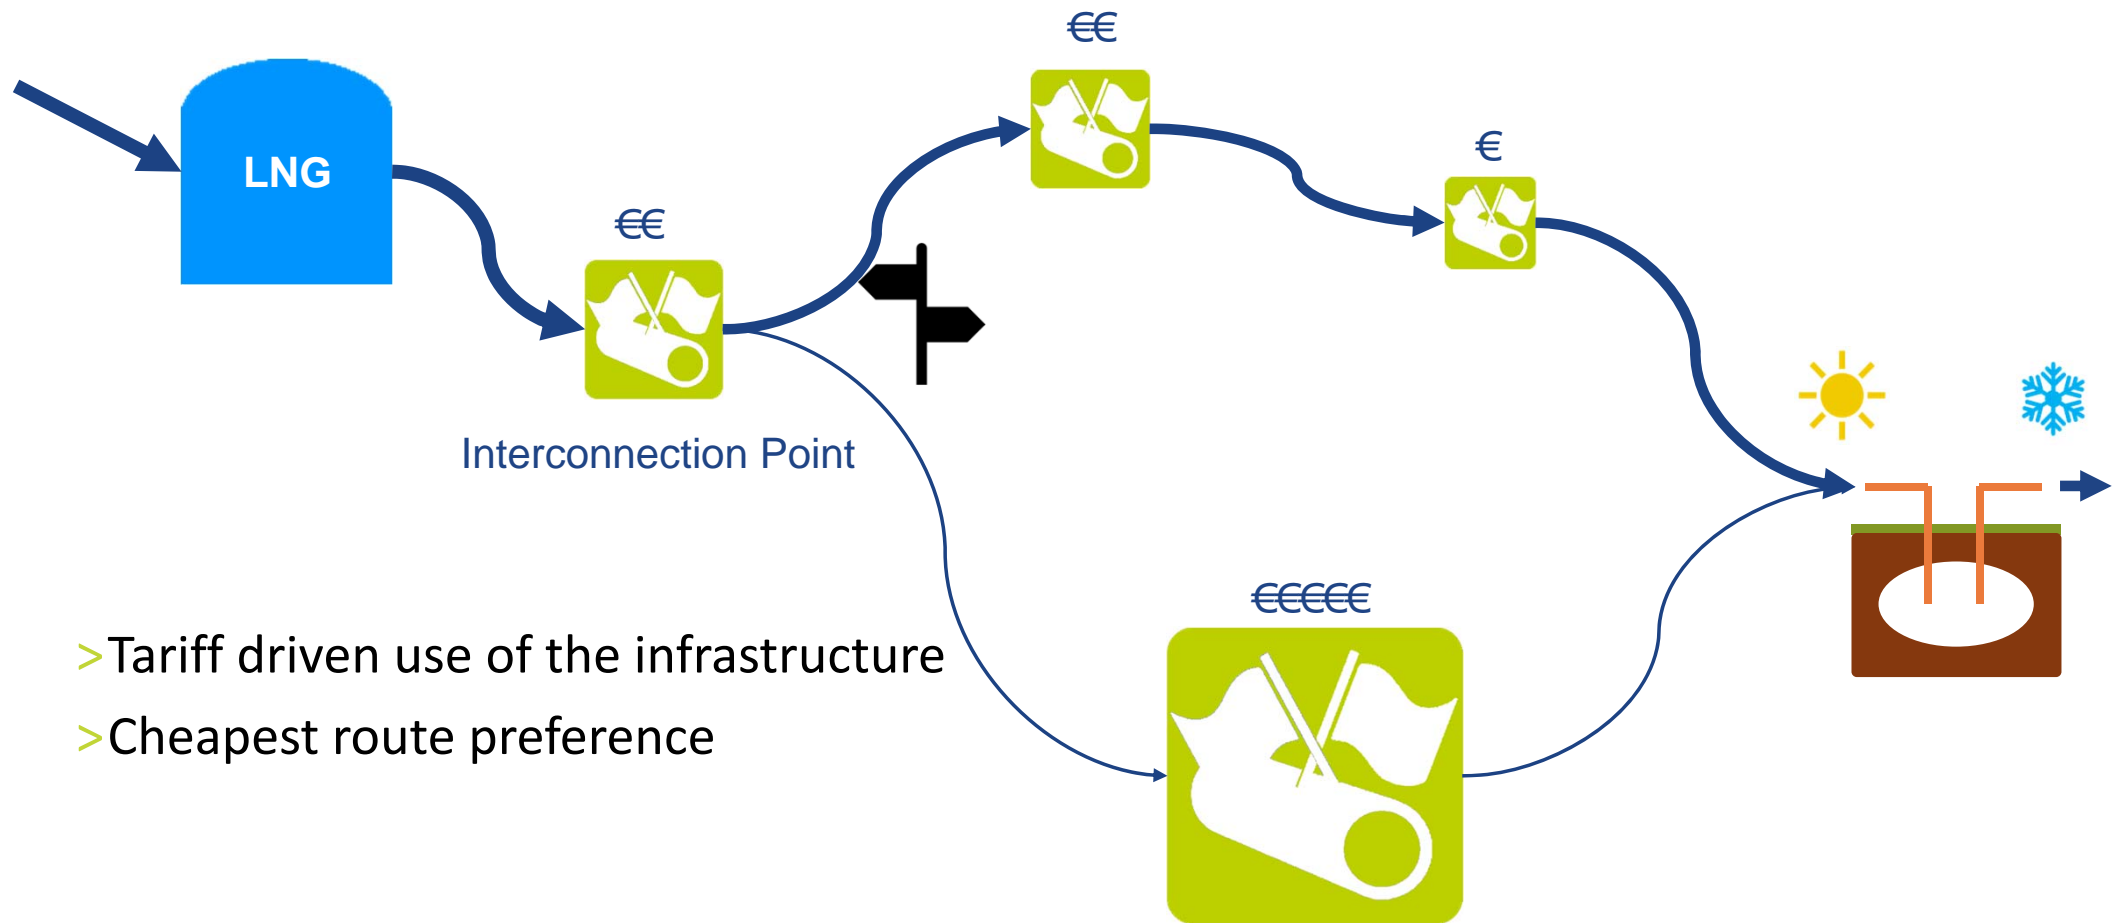 €€
€
LNG
€€
Interconnection Point
€€€€€
>Tariff driven use of the infrastructure
>Cheapest route preference